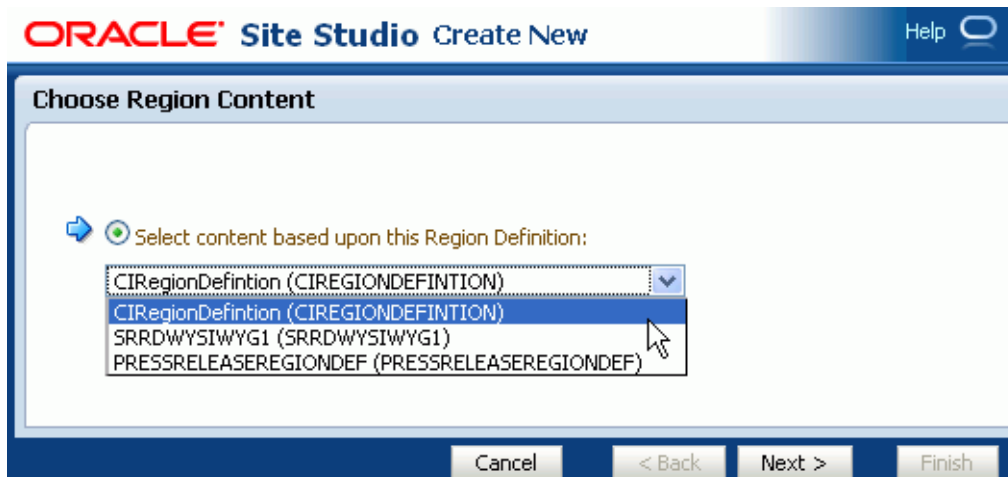 ORACLE Site Studio Create New
Help
Choose Region Content
Select content based upon this Region Definition:
CIRegionDefintion (CIREGIONDEFINTION)
CIRegionDefintion (CIREGIONDEFINTION)
SRRDWYSIWYG1 (SRRDWYSIWYG1)
PRESSRELEASEREGIONDEF (PRESSRELEASEREGIONDEF)
Cancel
< Back
Next >
Finish